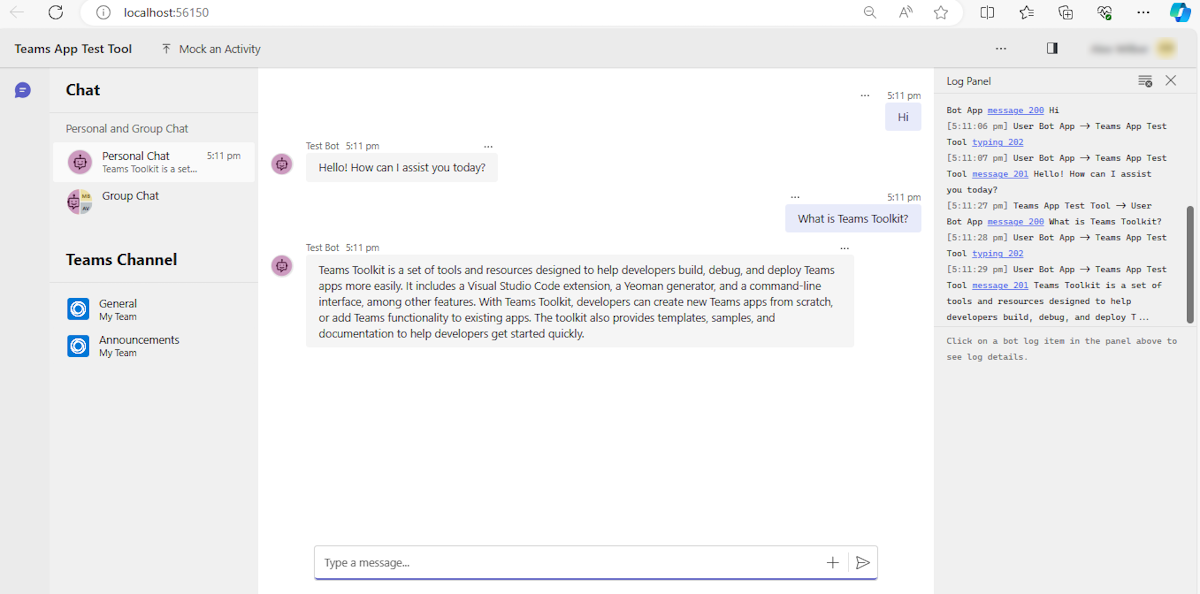 localhost:56150
Teams App Test Tool
Mock an Activity
Chat
Personal and Group Chat
Personal Chat 5:11 pm
Teams Toolkit is a set...
Group Chat
Teams Channel
General
My Team
Announcements
My Team
5:11 pm
Hi
Test Bot 5:11 pm
Hello! How can I assist you today?
5:11 pm
What is Teams Toolkit?
Test Bot 5:11 pm
Teams Toolkit is a set of tools and resources designed to help developers build, debug, and deploy Teams
apps more easily. It includes a Visual Studio Code extension, a Yeoman generator, and a command-line
interface, among other features. With Teams Toolkit, developers can create new Teams apps from scratch,
or add Teams functionality to existing apps. The toolkit also provides templates, samples, and
documentation to help developers get started quickly.
Type a message...
Log Panel
Bot App message 200 Hi
[5:11:06 pm] User Bot App → Teams App Test
Tool typing 202
[5:11:07 pm] User Bot App → Teams App Test
Tool message 201 Hello! How can I assist
you today?
[5:11:27 pm] Teams App Test Tool → User
Bot App message 200 What is Teams Toolkit?
[5:11:28 pm] User Bot App → Teams App Test
Tool typing 202
[5:11:29 pm] User Bot App → Teams App Test
Tool message 201 Teams Toolkit is a set of
tools and resources designed to help
developers build, debug, and deploy T...
Click on a bot log item in the panel above to
see log details.